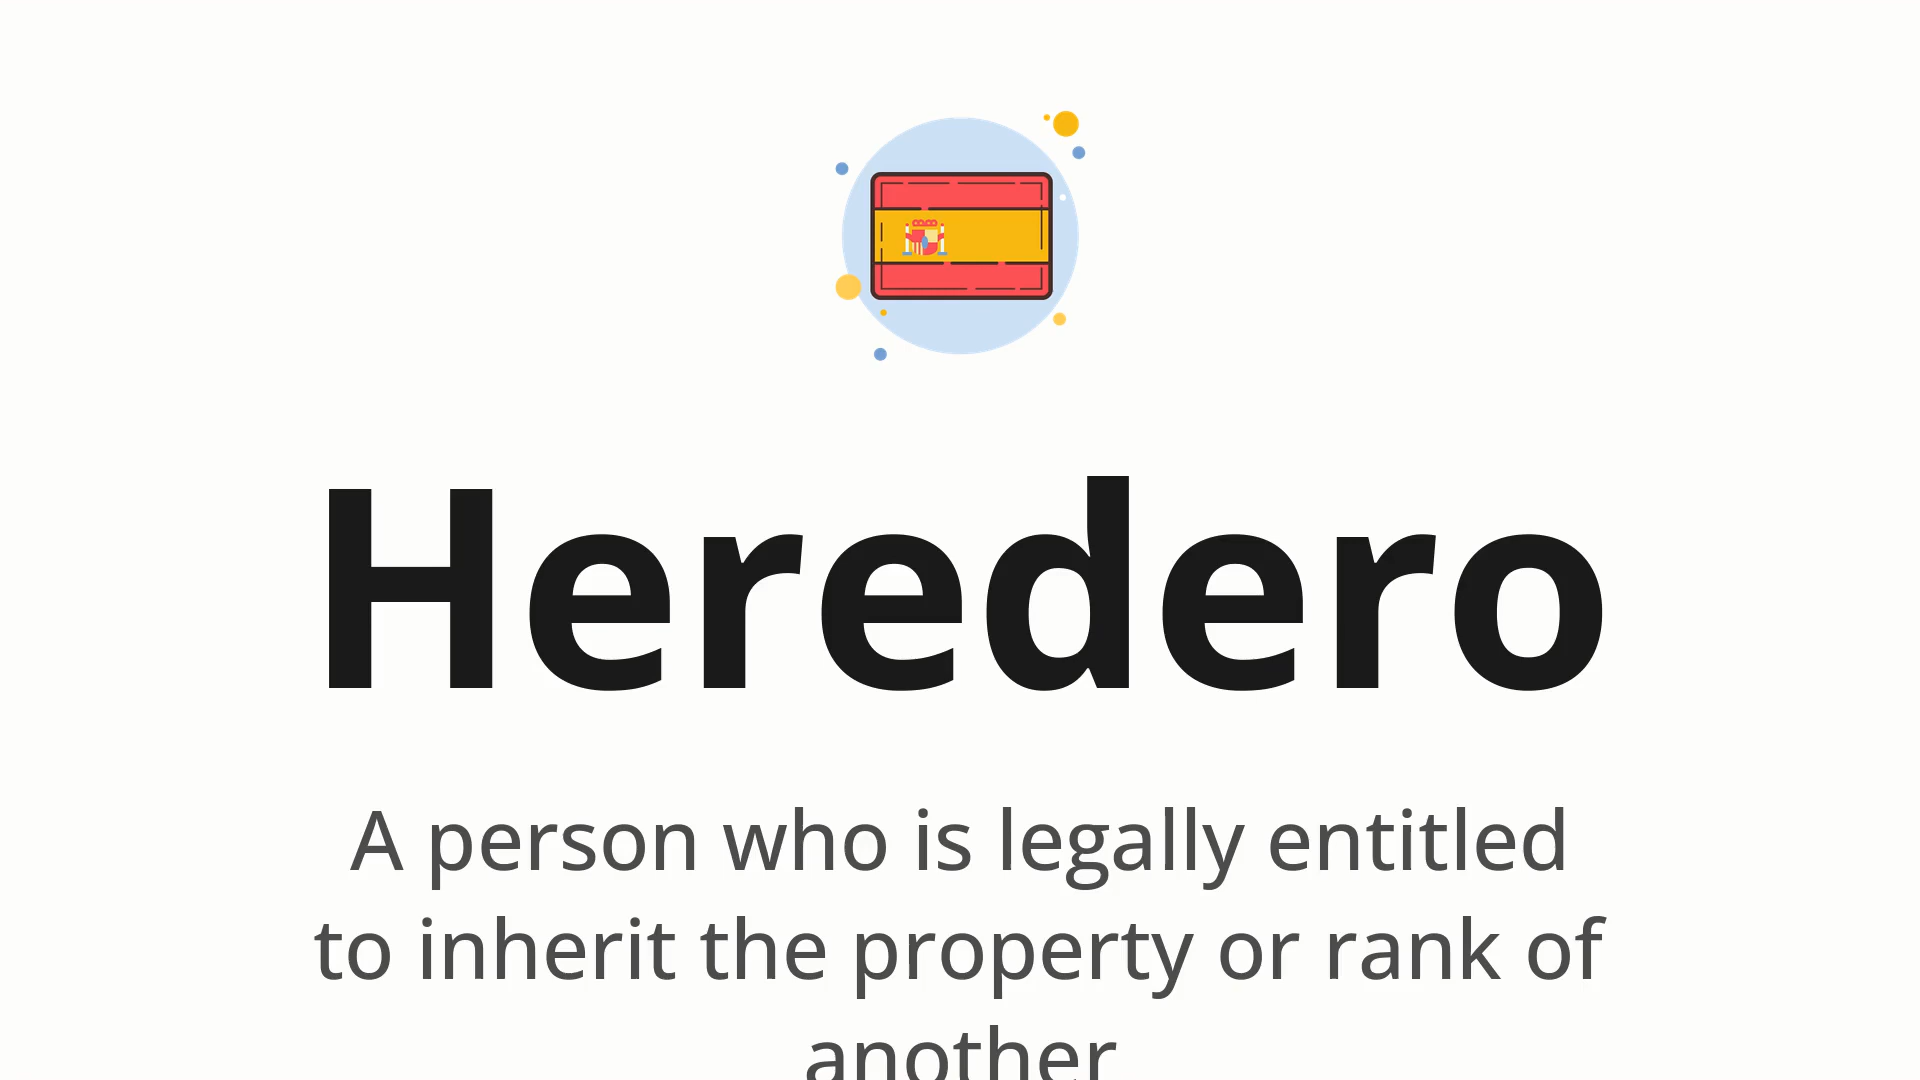 Heredero
A person who is legally entitled
to inherit the property or rank of
another